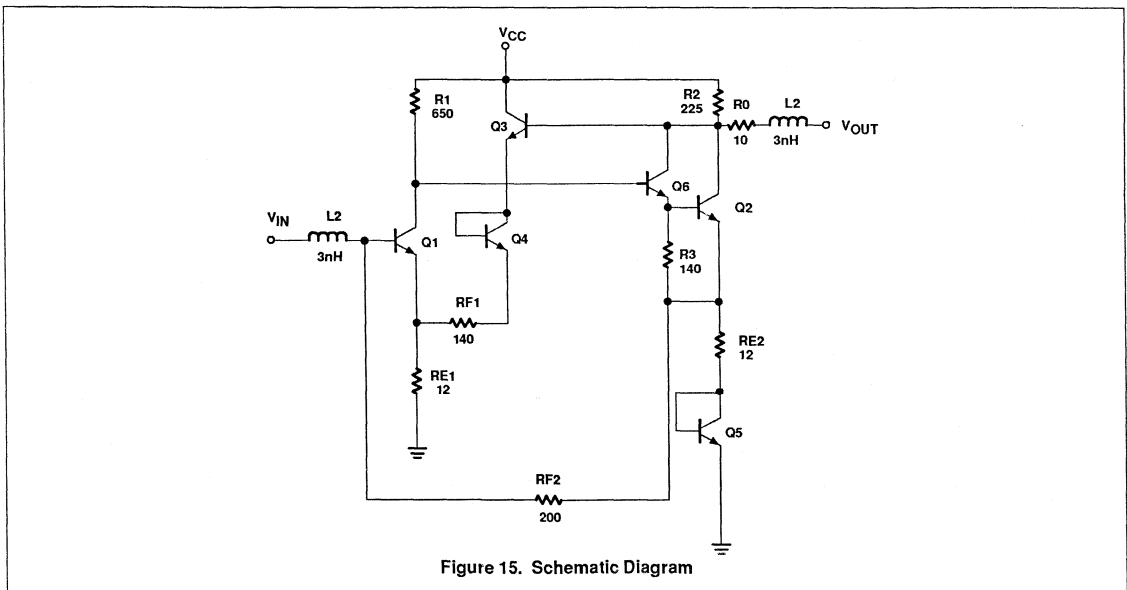 VCC
R1
650
R2
225
R0
10
L2
3nH
VOUT
Q3
Q6
Q2
VIN
L2
3nH
Q1
Q4
R3
140
RF1
140
RE1
12
RE2
12
Q5
RF2
200
Figure 15. Schematic Diagram